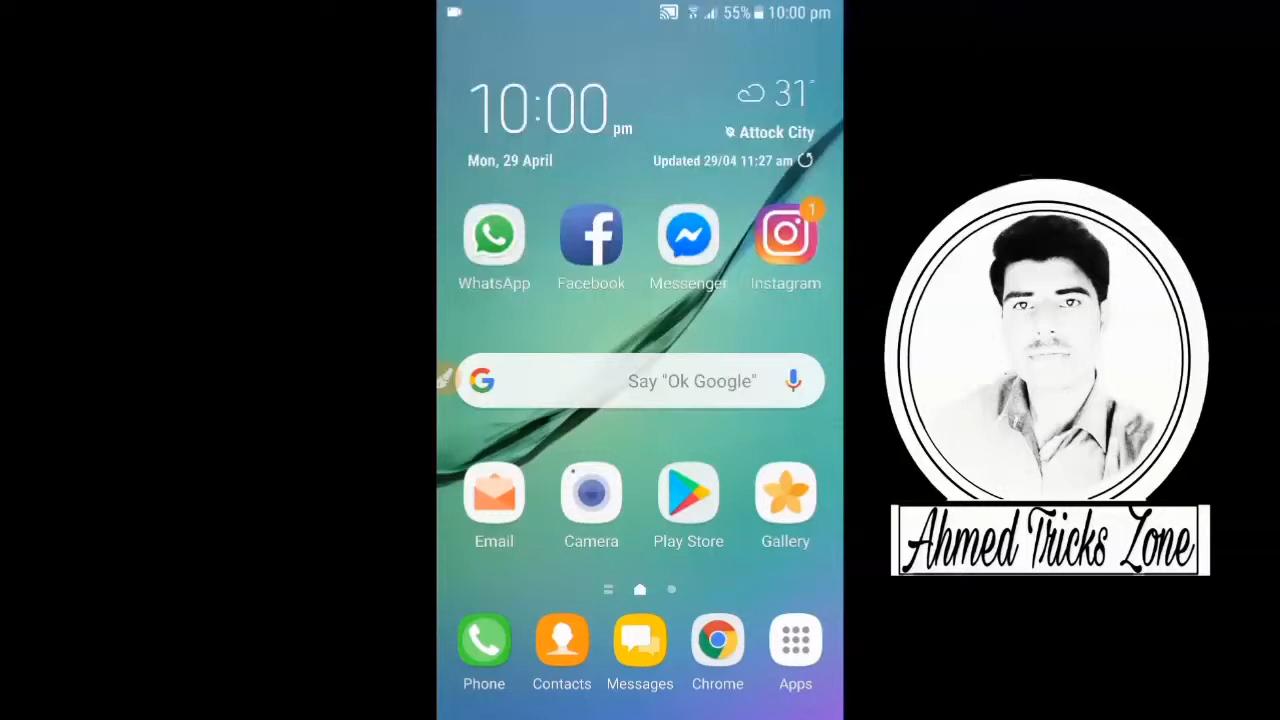 55% 10:00 pm
10:00 pm
31°
Attock City
Mon, 29 April
Updated 29/04 11:27 am
1
WhatsApp
Facebook
Messenger
Instagram
Say "Ok Google"
Email
Camera
Play Store
Gallery
Phone
Contacts
Messages
Chrome
Apps
Ahmed Tricks Zone